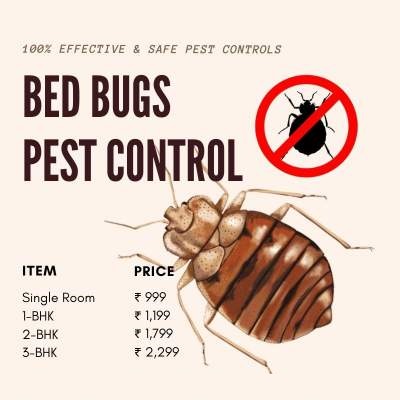 100% EFFECTIVE & SAFE PEST CONTROLS
BED BUGS
PEST CONTROL
ITEM PRICE
Single Room ₹ 999
1-BHK ₹ 1,199
2-BHK ₹ 1,799
3-BHK ₹ 2,299